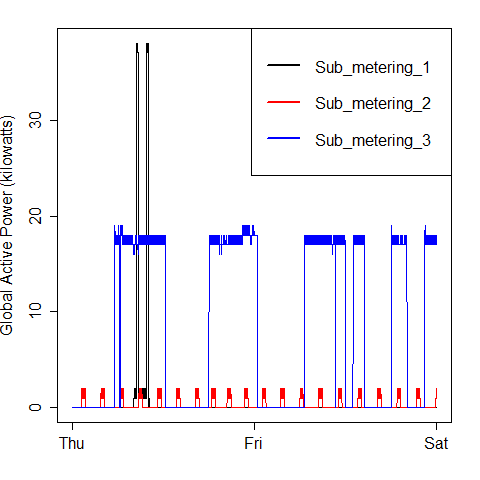 Sub_metering_1
Sub_metering_2
Sub_metering_3
Global Active Power (kilowatts)
30
20
10
0
Thu Fri Sat